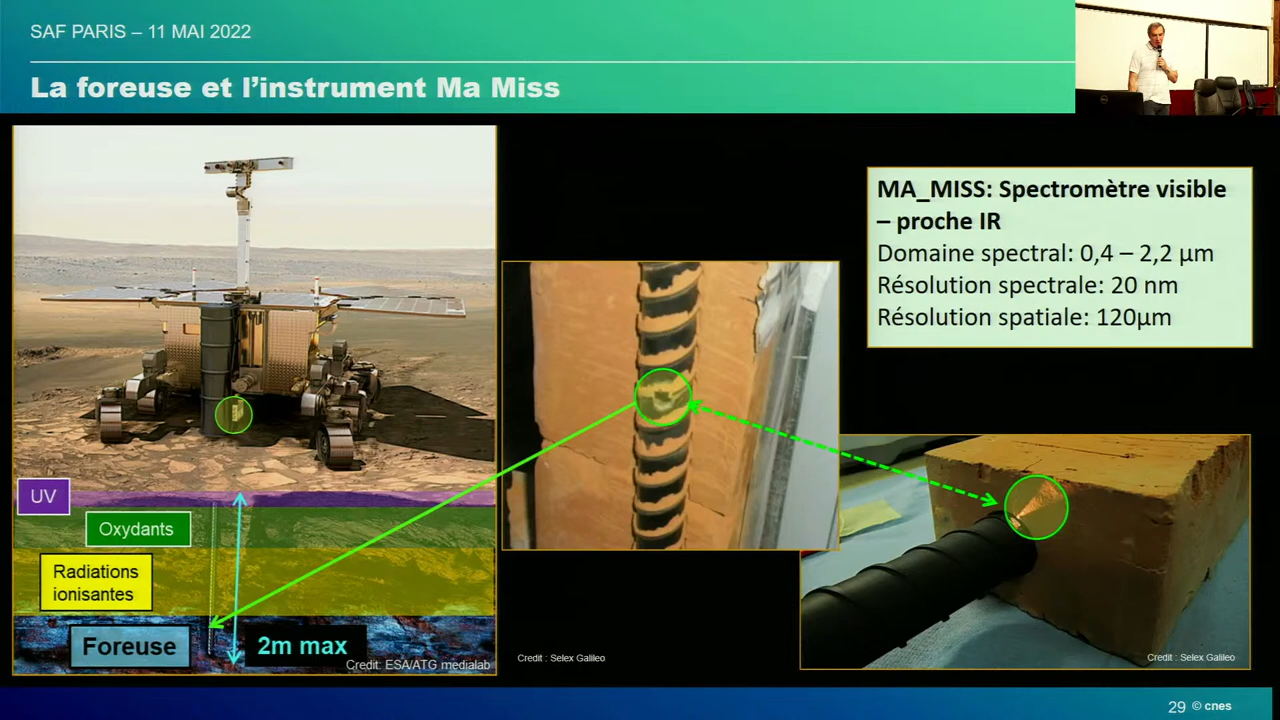 SAF PARIS – 11 MAI 2022
La foreuse et l'instrument Ma Miss
MA_MISS: Spectromètre visible
– proche IR
Domaine spectral: 0,4 – 2,2 µm
Résolution spectrale: 20 nm
Résolution spatiale: 120µm
UV
Oxydants
Radiations
ionisantes
Foreuse
2m max
Credit: ESA/ATG medialab
Credit : Selex Galileo
Credit : Selex Galileo
29 © cnes